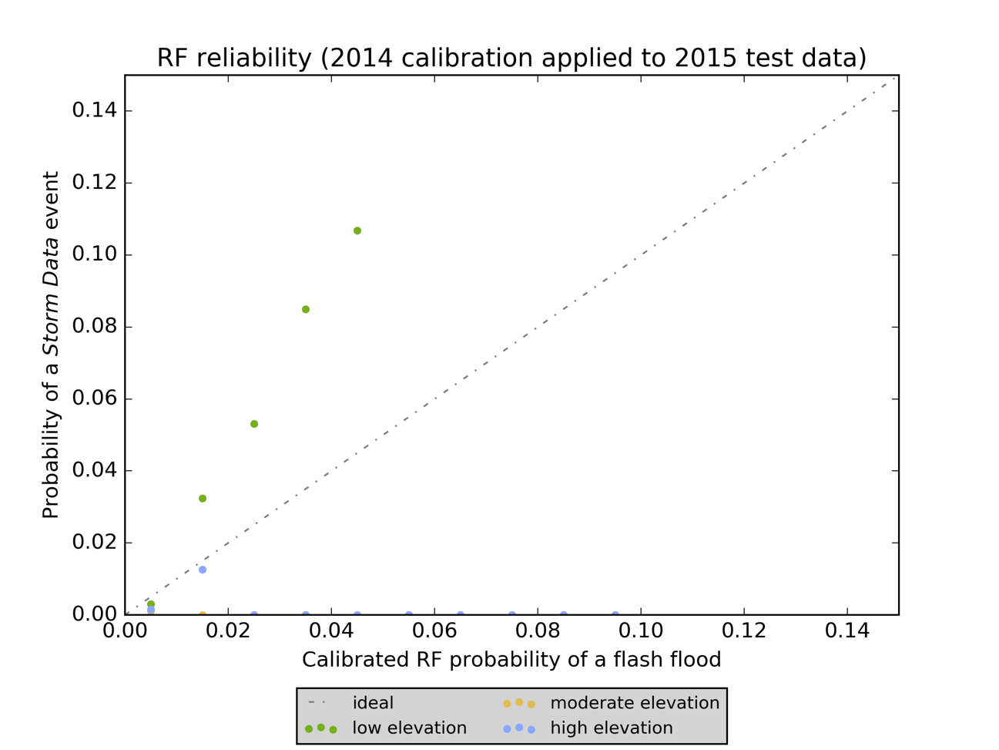 RF reliability (2014 calibration applied to 2015 test data)
Probability of a Storm Data event
0.14
0.12
0.10
0.08
0.06
0.04
0.02
0.00
0.00 0.02 0.04 0.06 0.08 0.10 0.12 0.14
Calibrated RF probability of a flash flood
ideal
low elevation
moderate elevation
high elevation